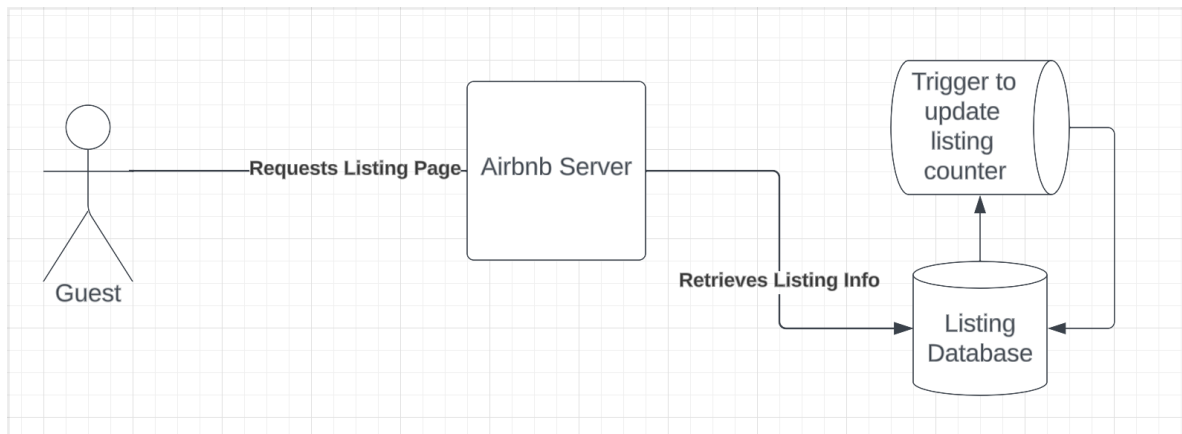 Requests Listing Page
Airbnb Server
Trigger to
update
listing
counter
Retrieves Listing Info
Guest
Listing
Database